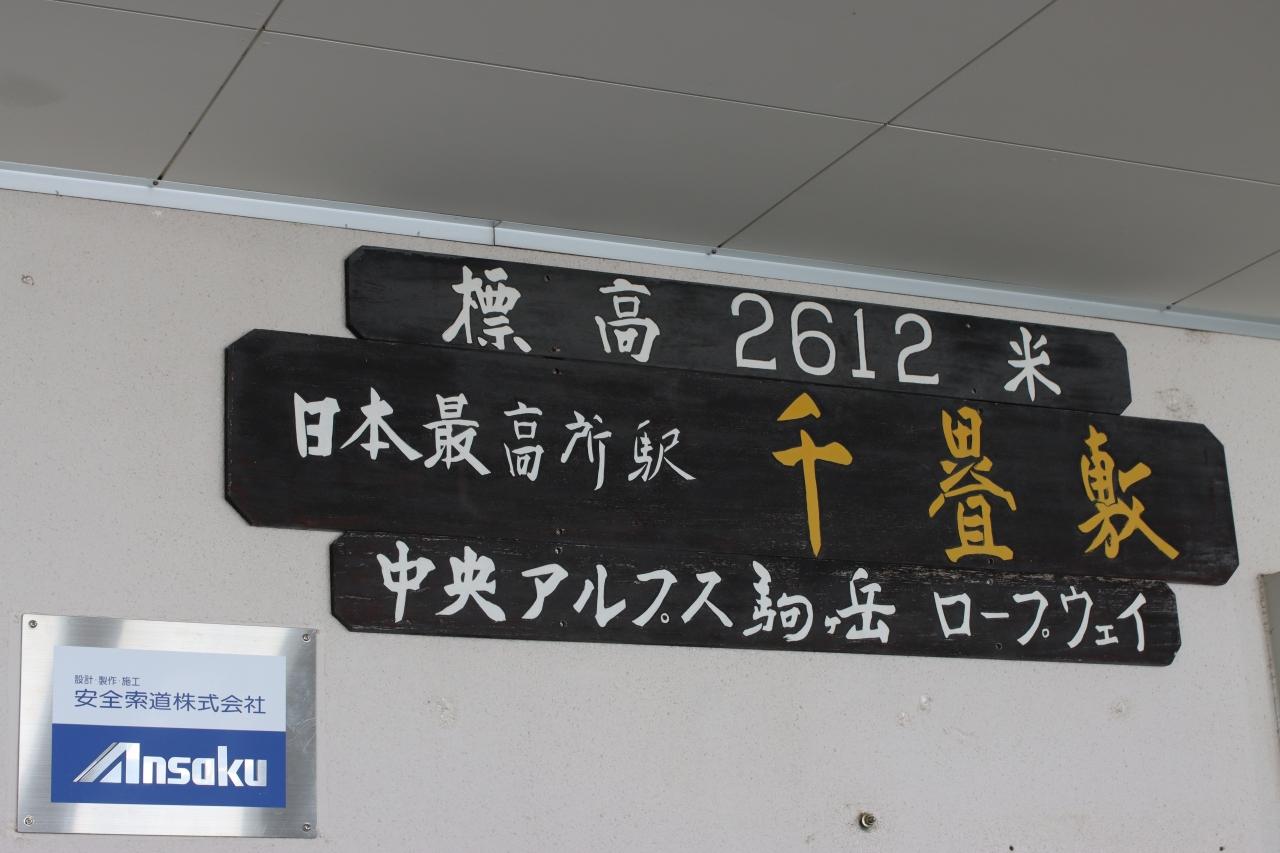 標高 2612 米
日本最高所駅 千畳敷
中央アルプス 駒ヶ岳 ロープウェイ
設計・製作・施工
安全索道株式会社
Ansaku